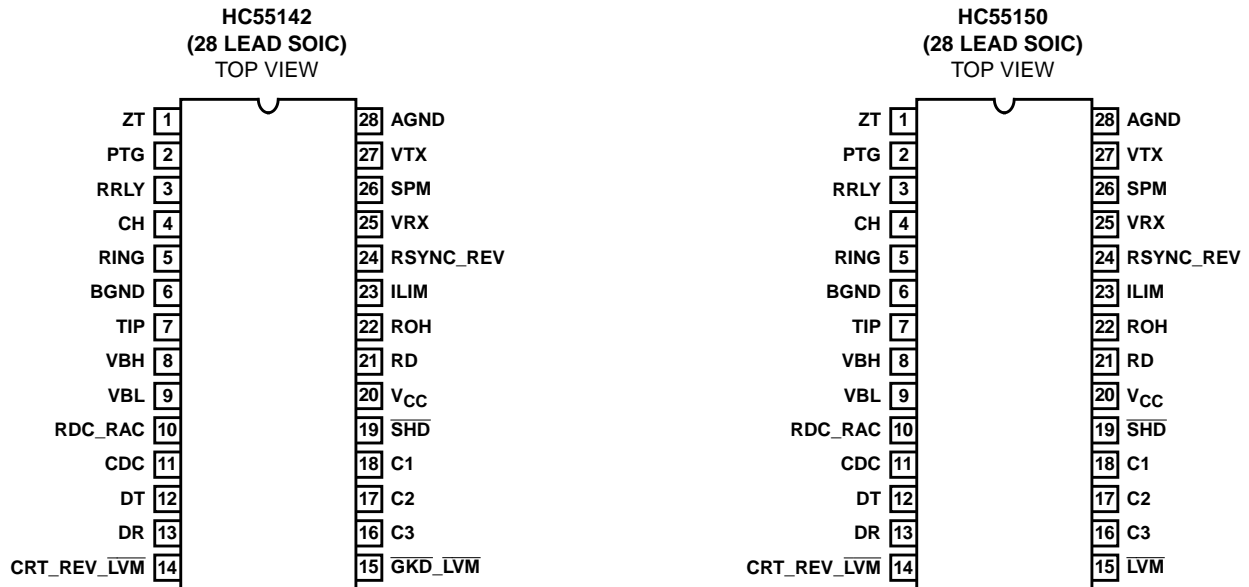 HC55142
(28 LEAD SOIC)
TOP VIEW
ZT 1 28 AGND
PTG 2 27 VTX
RRLY 3 26 SPM
CH 4 25 VRX
RING 5 24 RSYNC_REV
BGND 6 23 ILIM
TIP 7 22 ROH
VBH 8 21 RD
VBL 9 20 VCC
RDC_RAC 10 19 SHD
CDC 11 18 C1
DT 12 17 C2
DR 13 16 C3
CRT_REV_LVM 14 15 GKD_LVM
HC55150
(28 LEAD SOIC)
TOP VIEW
ZT 1 28 AGND
PTG 2 27 VTX
RRLY 3 26 SPM
CH 4 25 VRX
RING 5 24 RSYNC_REV
BGND 6 23 ILIM
TIP 7 22 ROH
VBH 8 21 RD
VBL 9 20 VCC
RDC_RAC 10 19 SHD
CDC 11 18 C1
DT 12 17 C2
DR 13 16 C3
CRT_REV_LVM 14 15 LVM